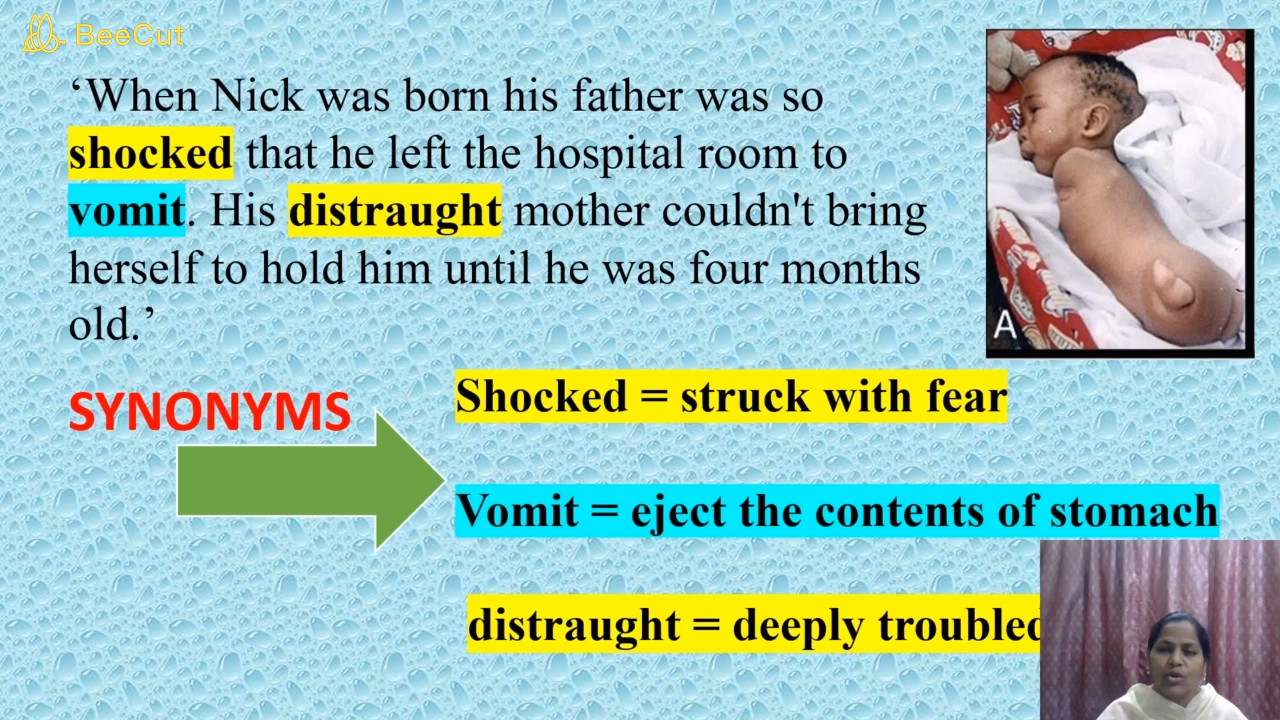 BeeCut
‘When Nick was born his father was so
shocked that he left the hospital room to
vomit. His distraught mother couldn't bring
herself to hold him until he was four months
old.’
A
SYNONYMS
Shocked = struck with fear
Vomit = eject the contents of stomach
distraught = deeply troubled